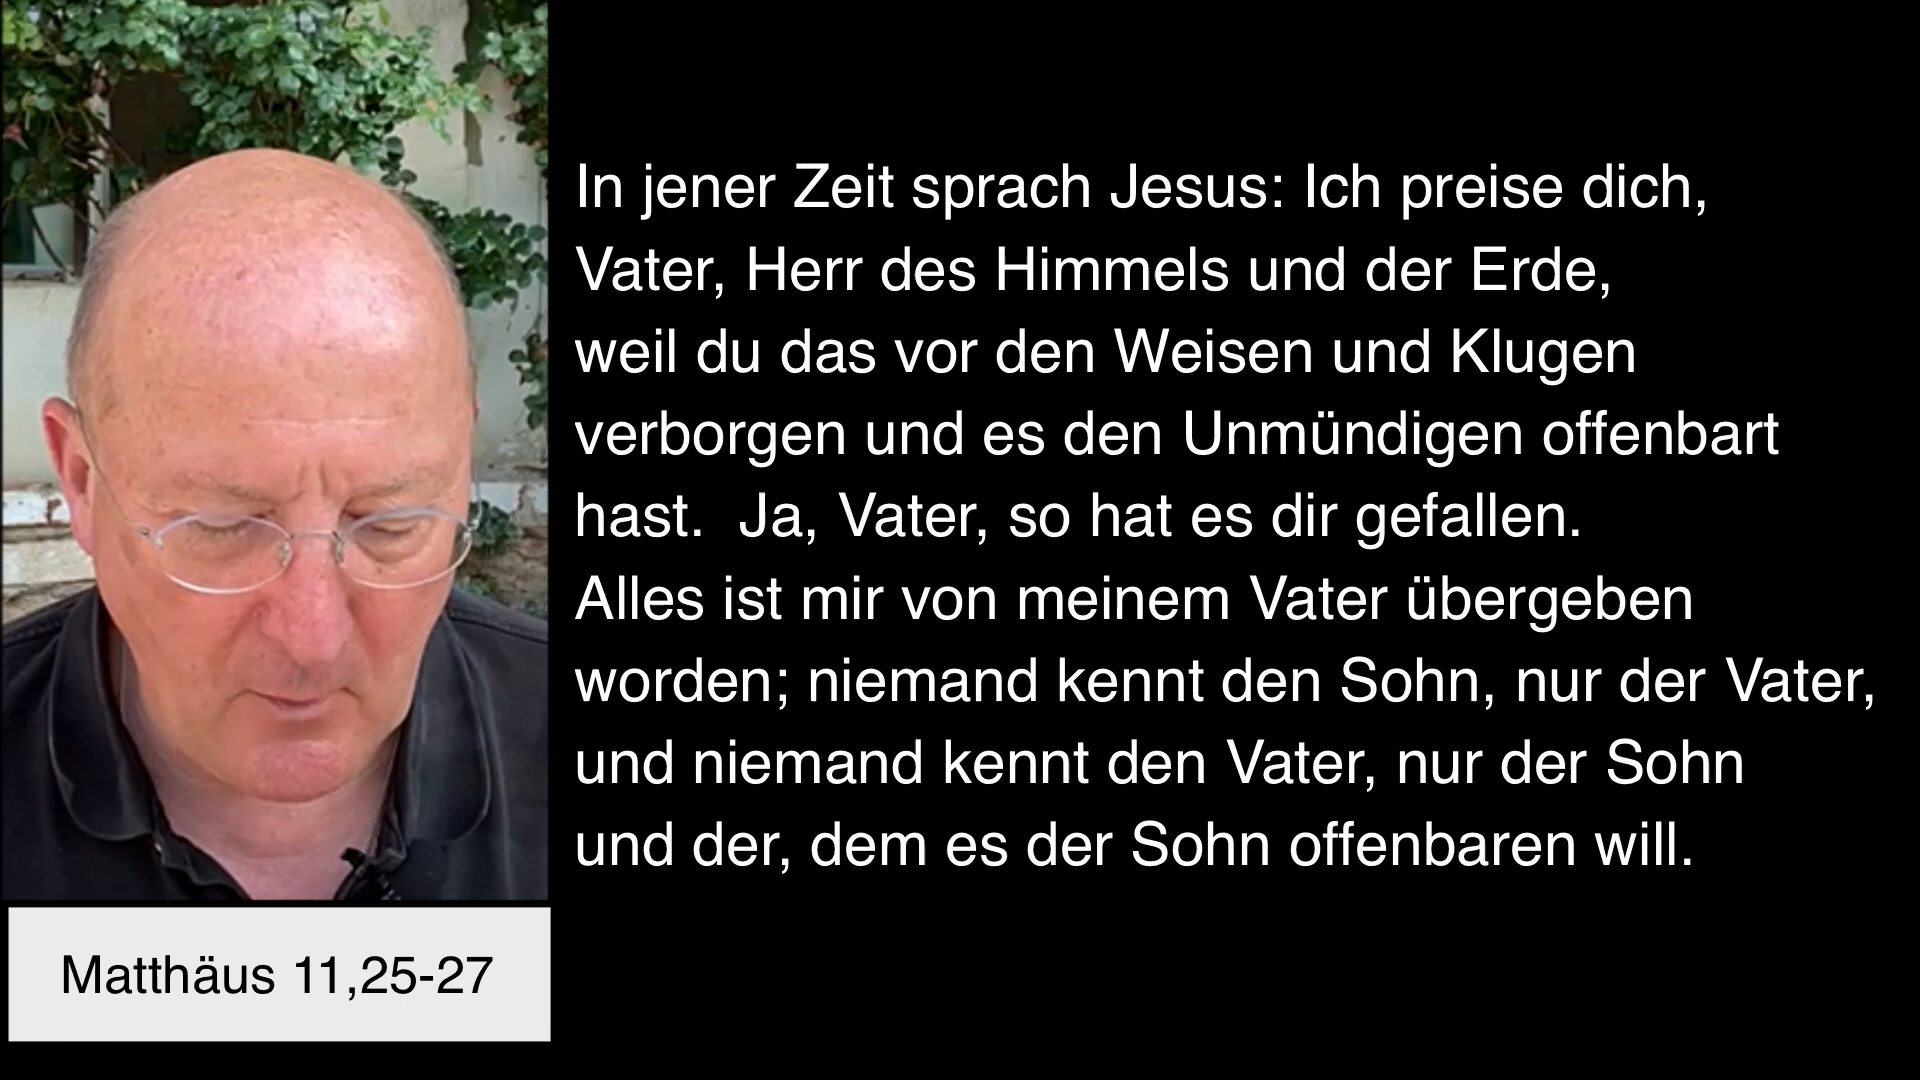 In jener Zeit sprach Jesus: Ich preise dich,
Vater, Herr des Himmels und der Erde,
weil du das vor den Weisen und Klugen
verborgen und es den Unmündigen offenbart
hast.  Ja, Vater, so hat es dir gefallen.
Alles ist mir von meinem Vater übergeben
worden; niemand kennt den Sohn, nur der Vater,
und niemand kennt den Vater, nur der Sohn
und der, dem es der Sohn offenbaren will.
Matthäus 11,25-27